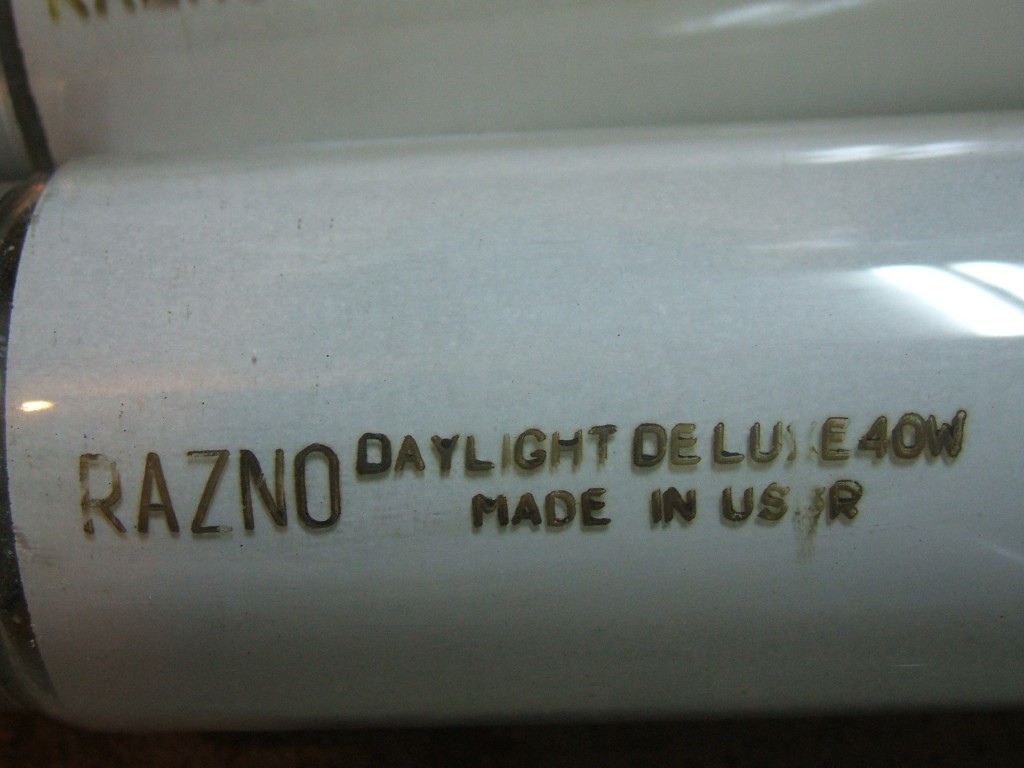 RAZNO DAYLIGHT DE LUXE 40W
MADE IN USSR